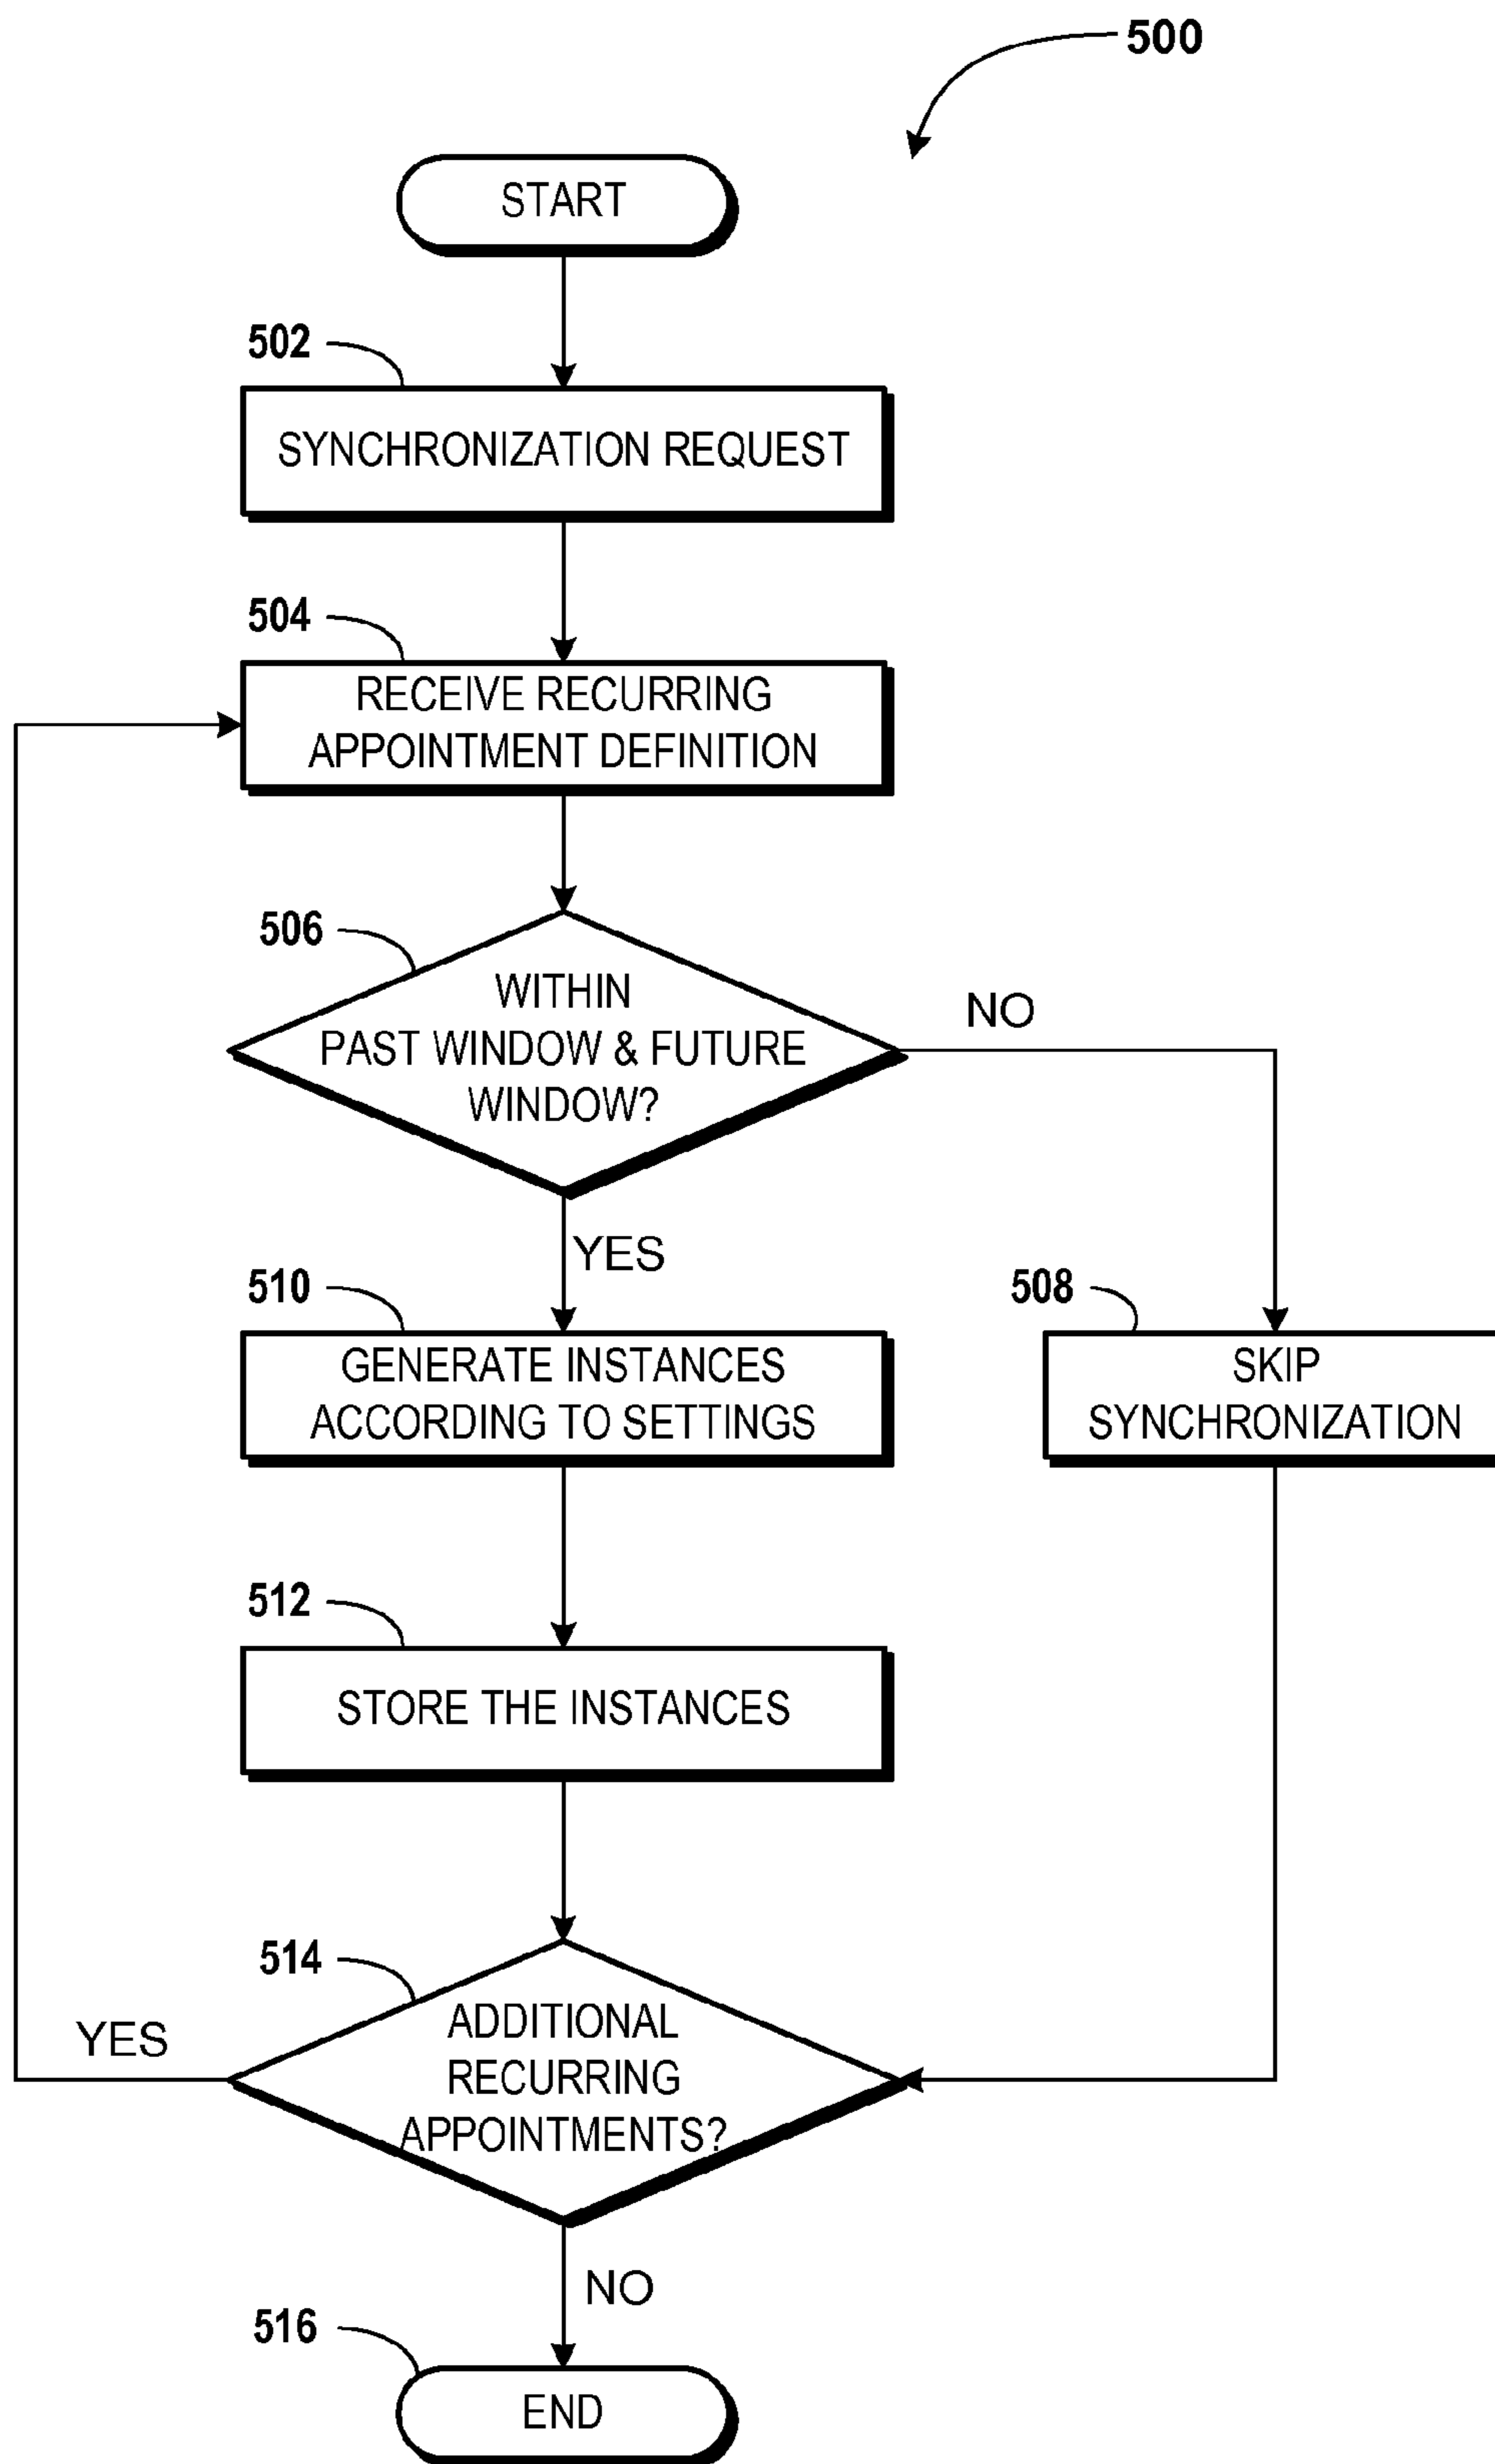 500
START
502
SYNCHRONIZATION REQUEST
504
RECEIVE RECURRING
APPOINTMENT DEFINITION
506
WITHIN
PAST WINDOW & FUTURE
WINDOW?
NO
YES
510
GENERATE INSTANCES
ACCORDING TO SETTINGS
508
SKIP
SYNCHRONIZATION
512
STORE THE INSTANCES
514
ADDITIONAL
RECURRING
APPOINTMENTS?
YES
NO
516
END